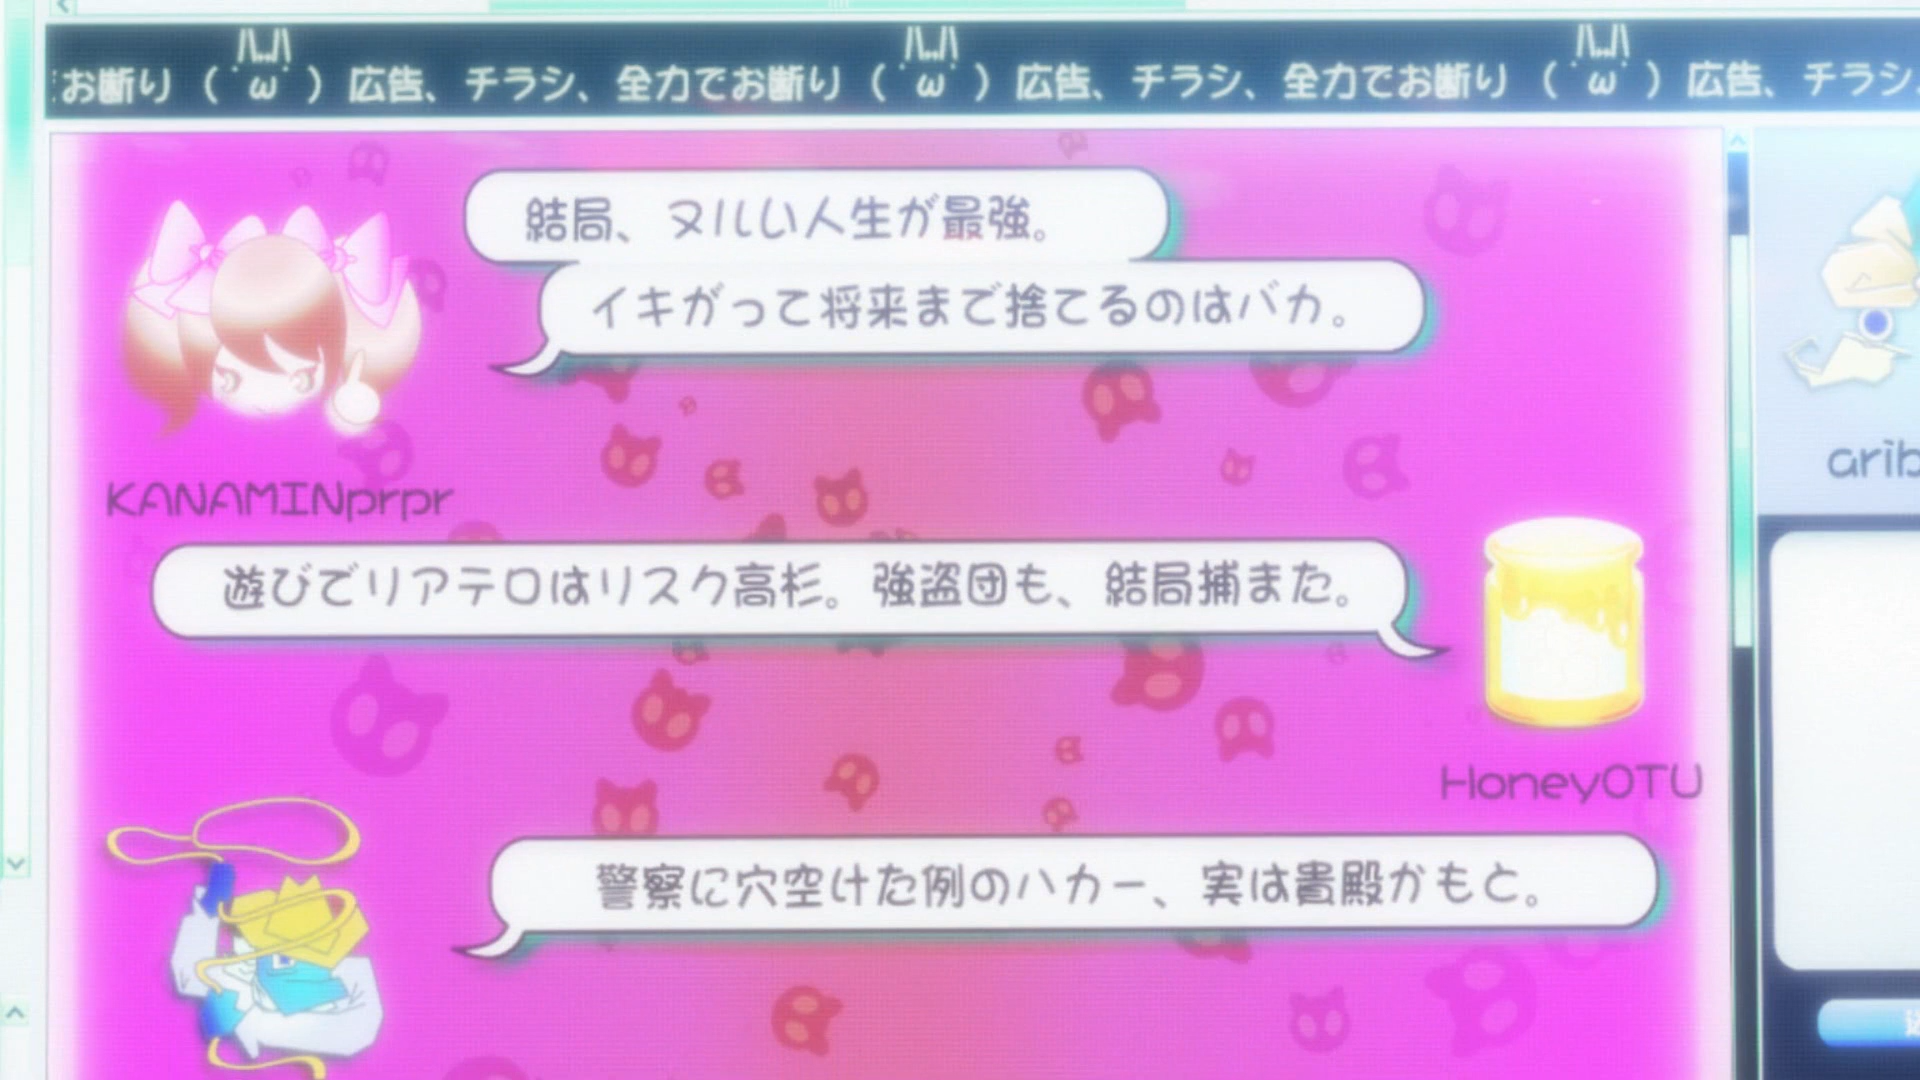 お断り（´ω｀）広告、チラシ、全力でお断り（´ω｀）広告、チラシ、全力でお断り（´ω｀）広告、チラシ、
結局、ヌルい人生が最強。
イキがって将来まで捨てるのはバカ。
KANAMINprpr
arib
遊びでリアテロはリスク高杉。強盗団も、結局捕また。
HoneyOTU
警察に穴空けた例のハカー、実は貴殿かもと。